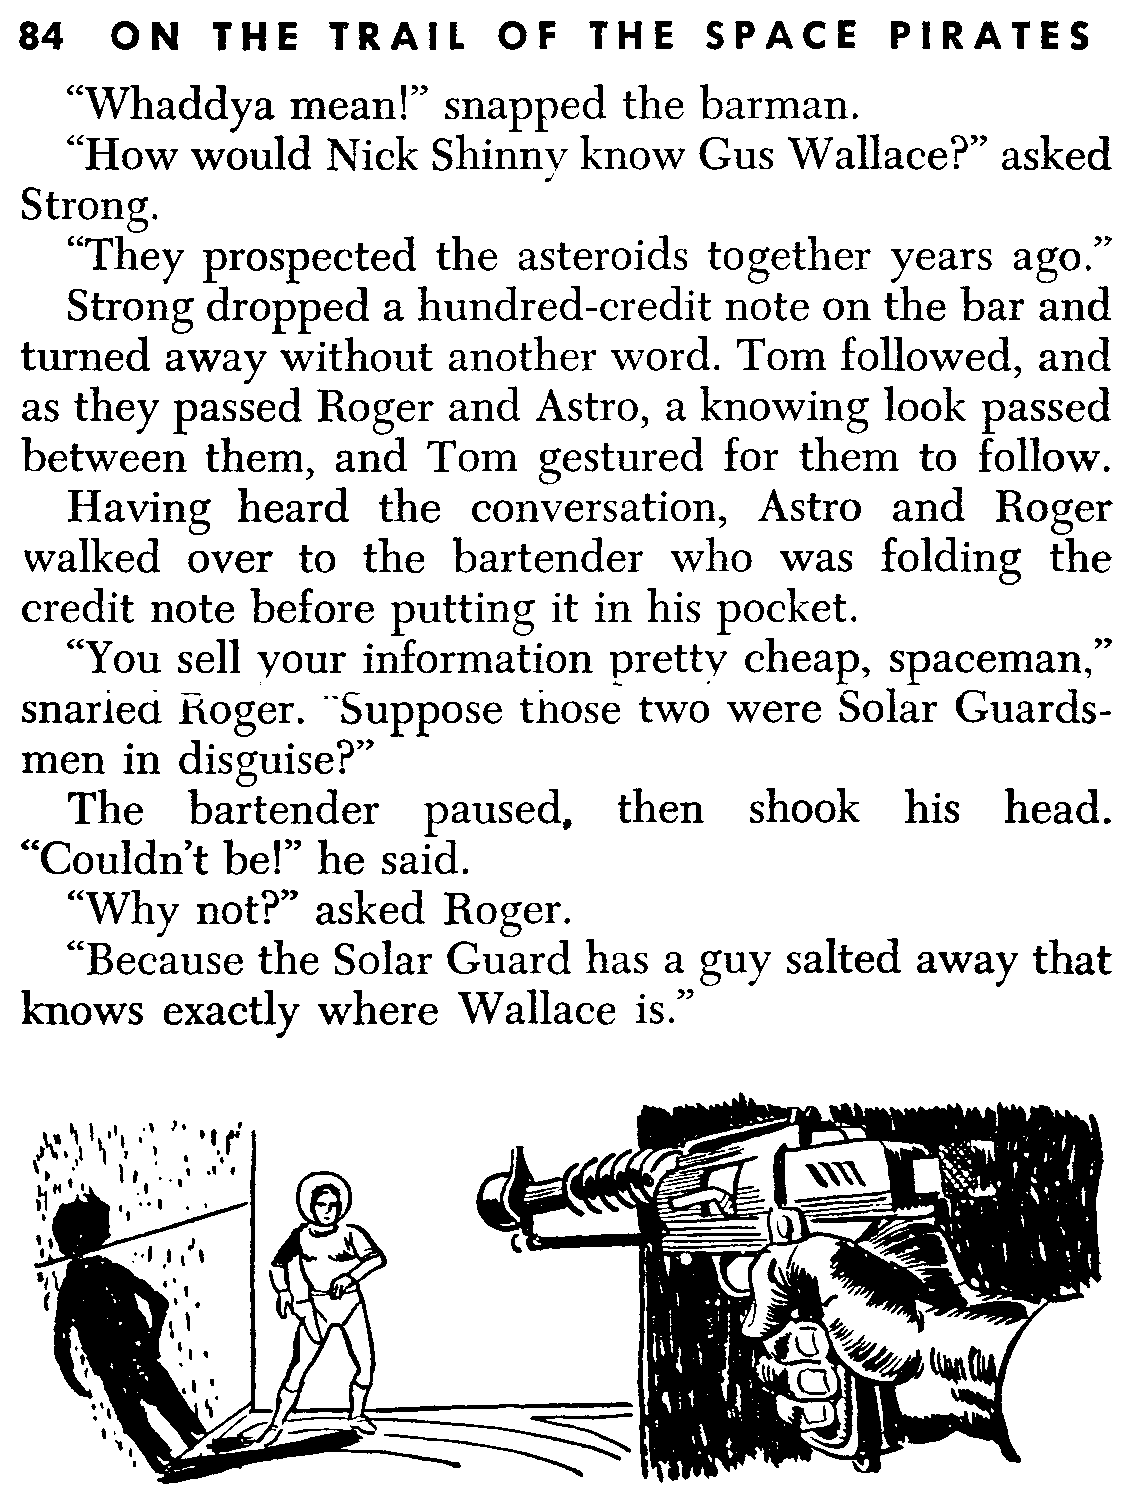 84 ON THE TRAIL OF THE SPACE PIRATES
“Whaddya mean!” snapped the barman.
“How would Nick Shinny know Gus Wallace?” asked
Strong.
“They prospected the asteroids together years ago.”
Strong dropped a hundred-credit note on the bar and
turned away without another word. Tom followed, and
as they passed Roger and Astro, a knowing look passed
between them, and Tom gestured for them to follow.
Having heard the conversation, Astro and Roger
walked over to the bartender who was folding the
credit note before putting it in his pocket.
“You sell your information pretty cheap, spaceman,”
snarled Roger. “Suppose those two were Solar Guards-
men in disguise?”
The bartender paused, then shook his head.
“Couldn’t be!” he said.
“Why not?” asked Roger.
“Because the Solar Guard has a guy salted away that
knows exactly where Wallace is.”